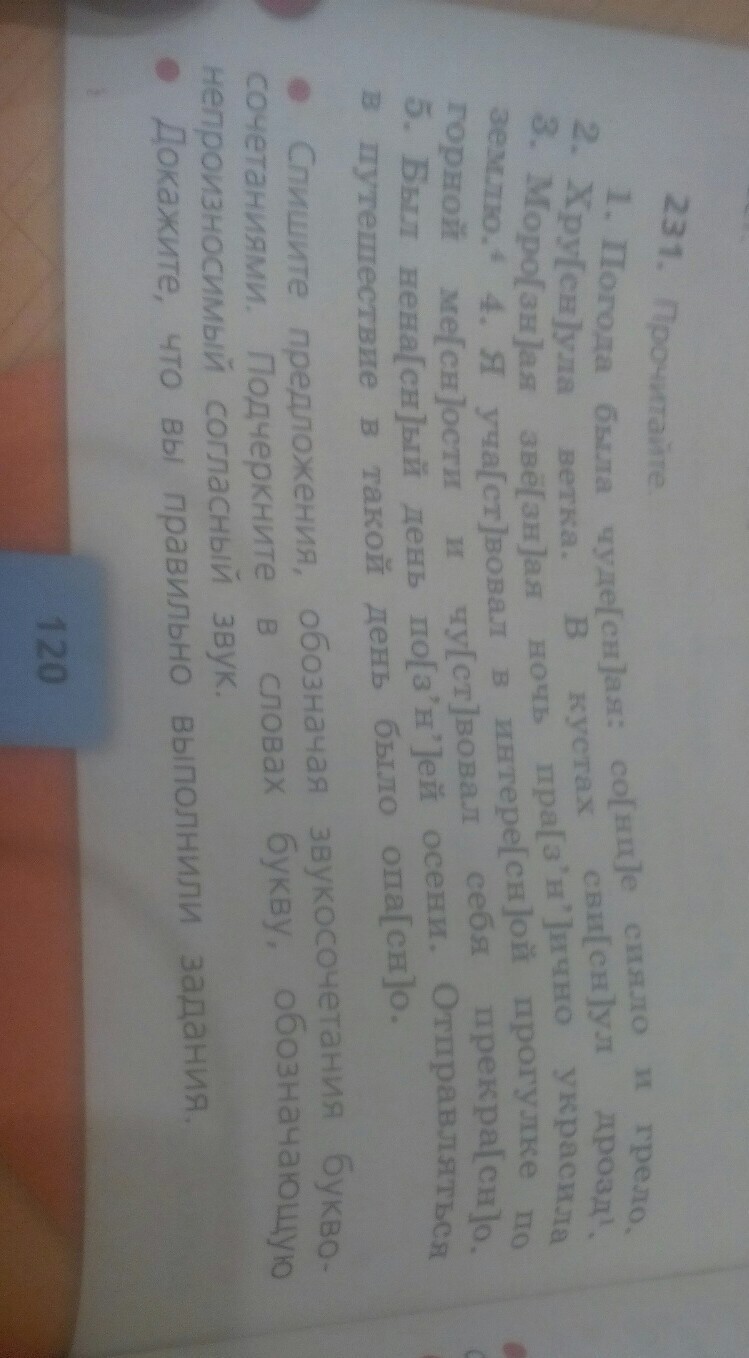 231. Прочитайте.
1. Погода была чуде[сн]ая: со[нц]е сияло и грело.
2. Хру[сн]ула ветка. В кустах сви[сн]ул дрозд¹.
3. Моро[зн]ая звё[зн]ая ночь пра[з’н’]ично украсила
землю.⁴ 4. Я уча[ст]вовал в интере[сн]ой прогулке по
горной ме[сн]ости и чу[ст]вовал себя прекра[сн]о.
5. Был нена[сн]ый день по[з’н’]ей осени. Отправляться
в путешествие в такой день было опа[сн]о.
● Спишите предложения, обозначая звукосочетания букво-
сочетаниями. Подчеркните в словах букву, обозначающую
непроизносимый согласный звук.
● Докажите, что вы правильно выполнили задания.
120